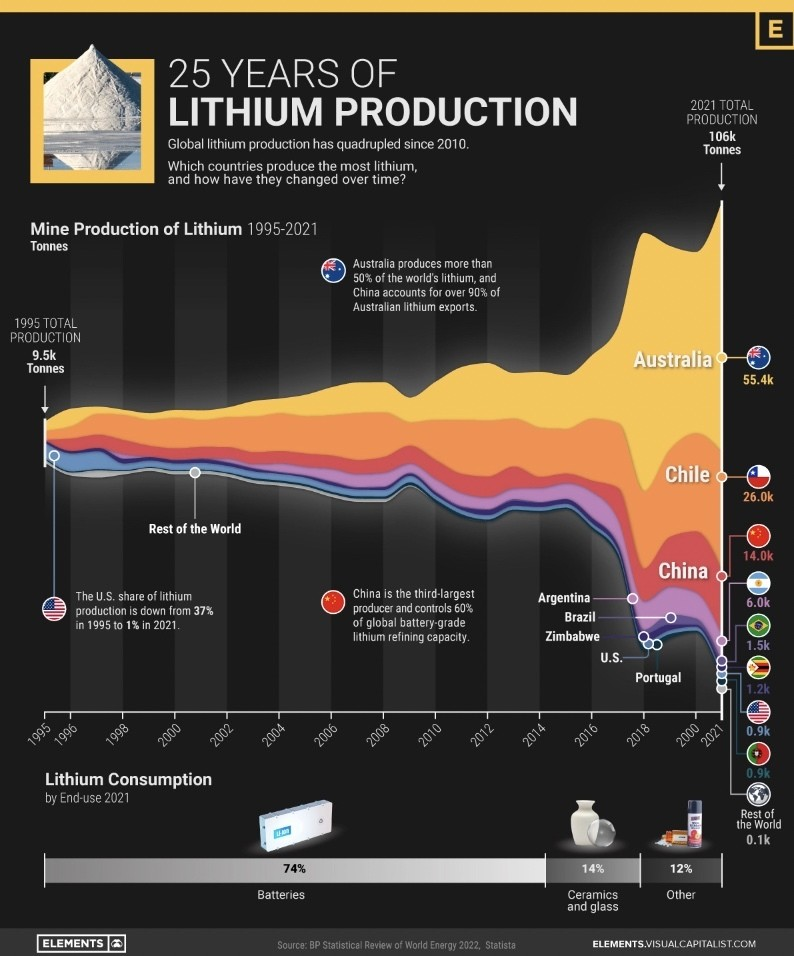 E
25 YEARS OF
LITHIUM PRODUCTION
Global lithium production has quadrupled since 2010.
Which countries produce the most lithium,
and how have they changed over time?
2021 TOTAL
PRODUCTION
106k
Tonnes
Mine Production of Lithium 1995-2021
Tonnes
Australia produces more than
50% of the world's lithium, and
China accounts for over 90% of
Australian lithium exports.
1995 TOTAL
PRODUCTION
9.5k
Tonnes
Australia
55.4k
Chile
26.0k
Rest of the World
China
14.0k
The U.S. share of lithium
production is down from 37%
in 1995 to 1% in 2021.
China is the third-largest
producer and controls 60%
of global battery-grade
lithium refining capacity.
Argentina
6.0k
Brazil
1.5k
Zimbabwe
1.2k
U.S.
0.9k
Portugal
0.9k
Rest of
the World
0.1k
1995 1996 1998 2000 2002 2004 2006 2008 2010 2012 2014 2016 2018 2000 2021
Lithium Consumption
by End-use 2021
LI-ION
74% 14% 12%
Batteries
Ceramics
and glass
Other
ELEMENTS
Source: BP Statistical Review of World Energy 2022, Statista
ELEMENTS.VISUALCAPITALIST.COM